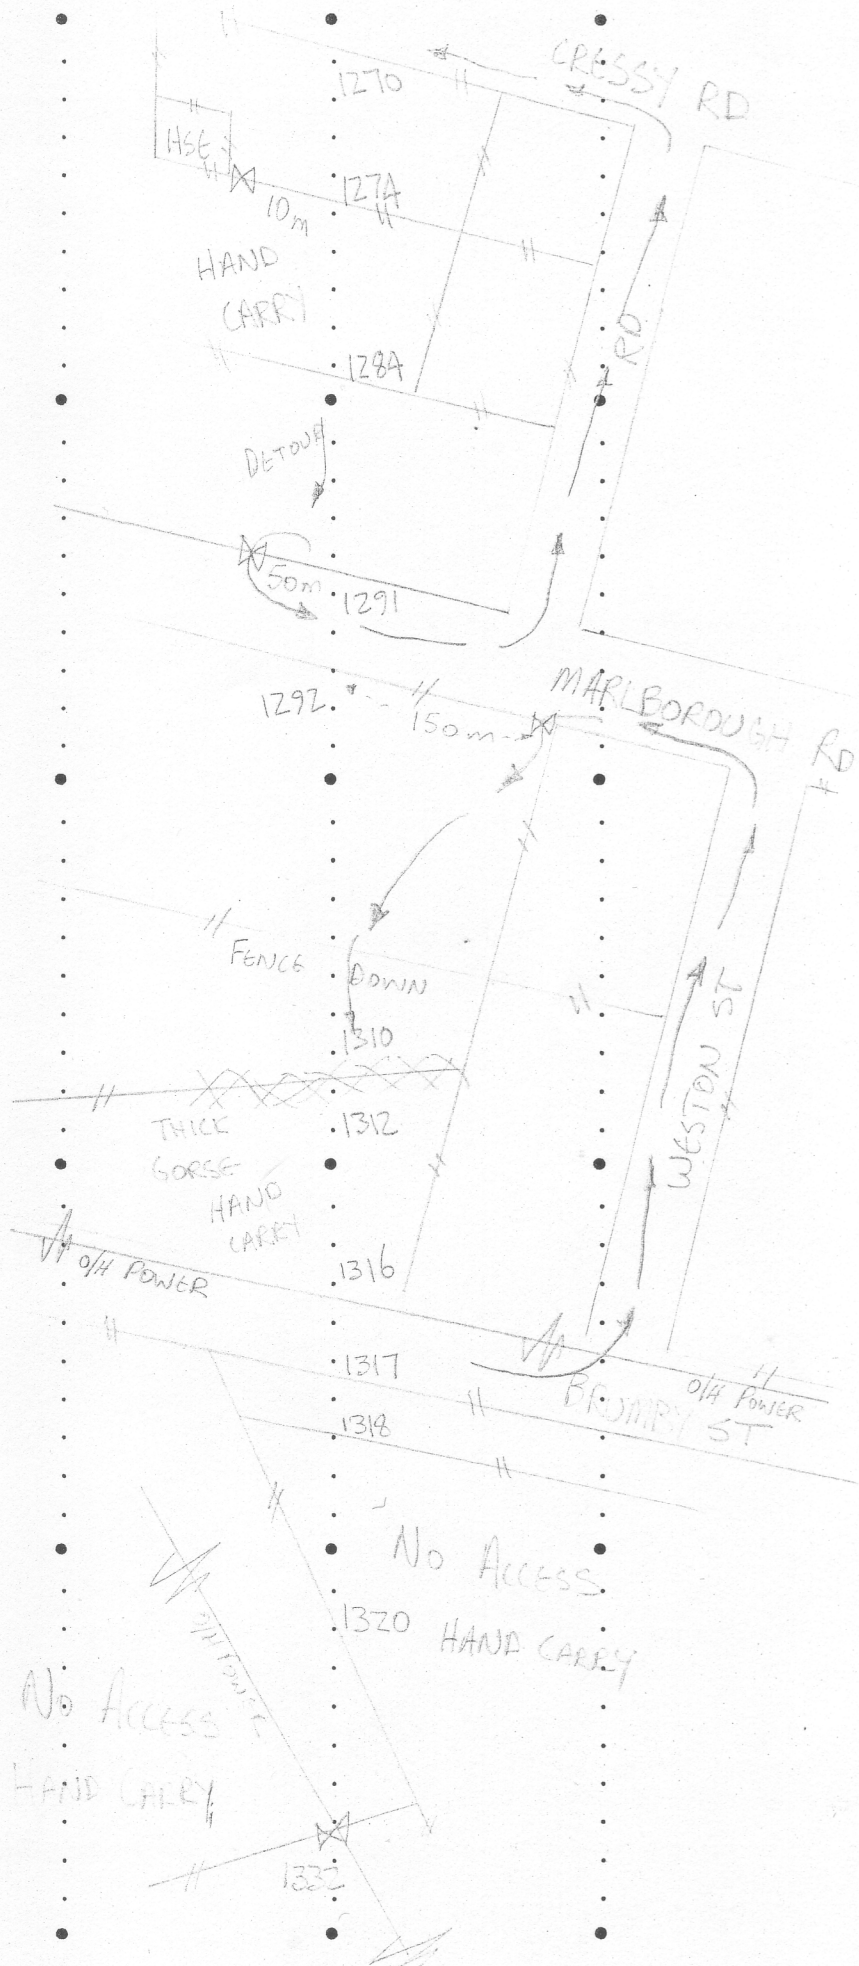 CRESSY RD
1270
HSE
1274
10m
HAND
CARRY
RD
1284
DETOUR
50m
1291
MARLBOROUGH RD
1292
150m
FENCE DOWN
1310
WESTON ST
THICK
GORSE
1312
HAND
CARRY
1316
O/H POWER
1317
O/H POWER
BRUMBY ST
1318
NO ACCESS
HAND CARRY
1320
O/H POWER
NO ACCESS
HAND CARRY
1332